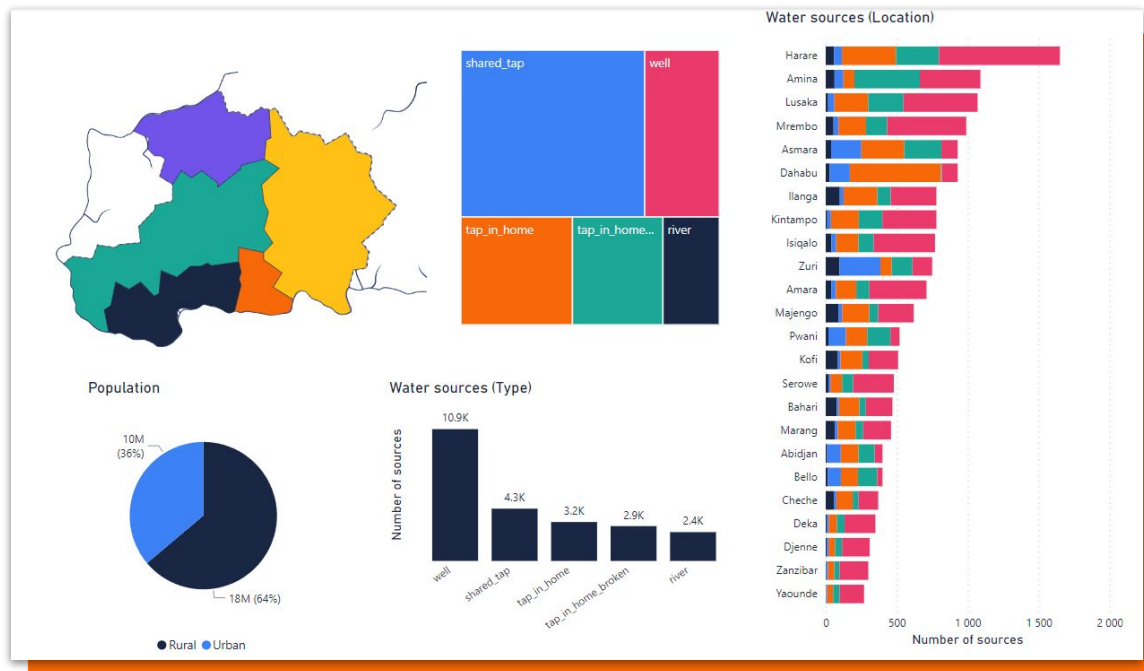 Water sources (Location)
shared_tap
well
tap_in_home
tap_in_home...
river
Harare
Amina
Lusaka
Mrembo
Asmara
Dahabu
Ilanga
Kintampo
Isiqalo
Zuri
Amara
Majengo
Pwani
Kofi
Serowe
Bahari
Marang
Abidjan
Bello
Cheche
Deka
Djenne
Zanzibar
Yaounde
0 500 1 000 1 500 2 000
Number of sources
Population
10M
(36%)
18M (64%)
Rural Urban
Water sources (Type)
Number of sources
10.9K
4.3K
3.2K
2.9K
2.4K
well
shared_tap
tap_in_home
tap_in_home_broken
river